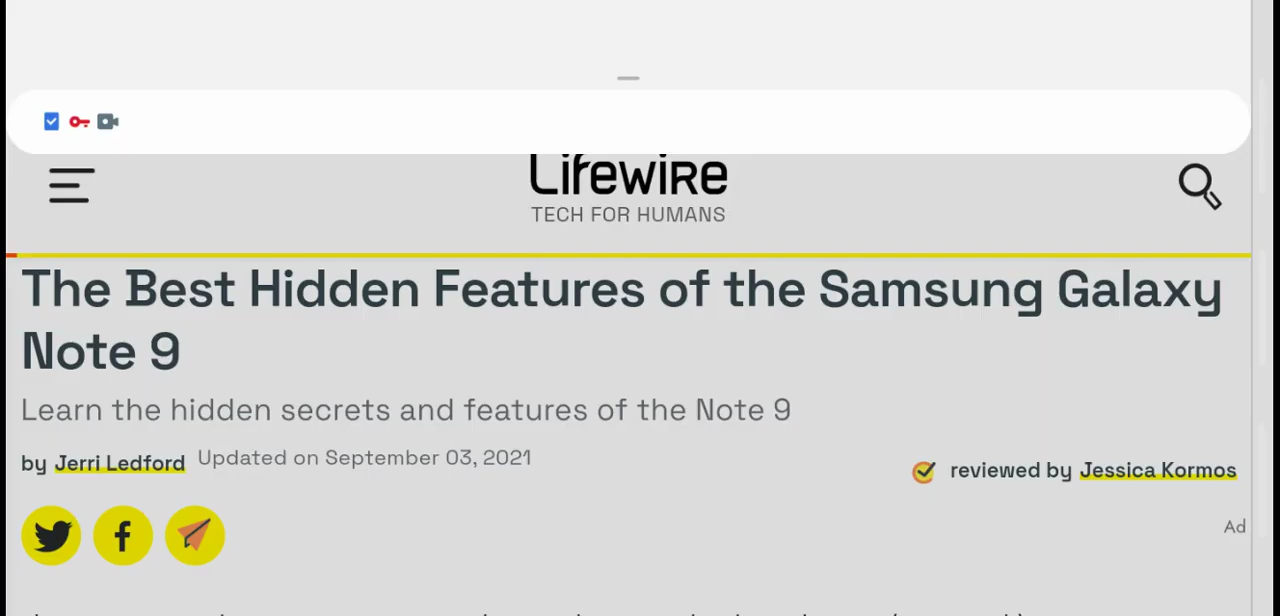 Lifewire
TECH FOR HUMANS
The Best Hidden Features of the Samsung Galaxy
Note 9
Learn the hidden secrets and features of the Note 9
by Jerri Ledford Updated on September 03, 2021
reviewed by Jessica Kormos
Ad